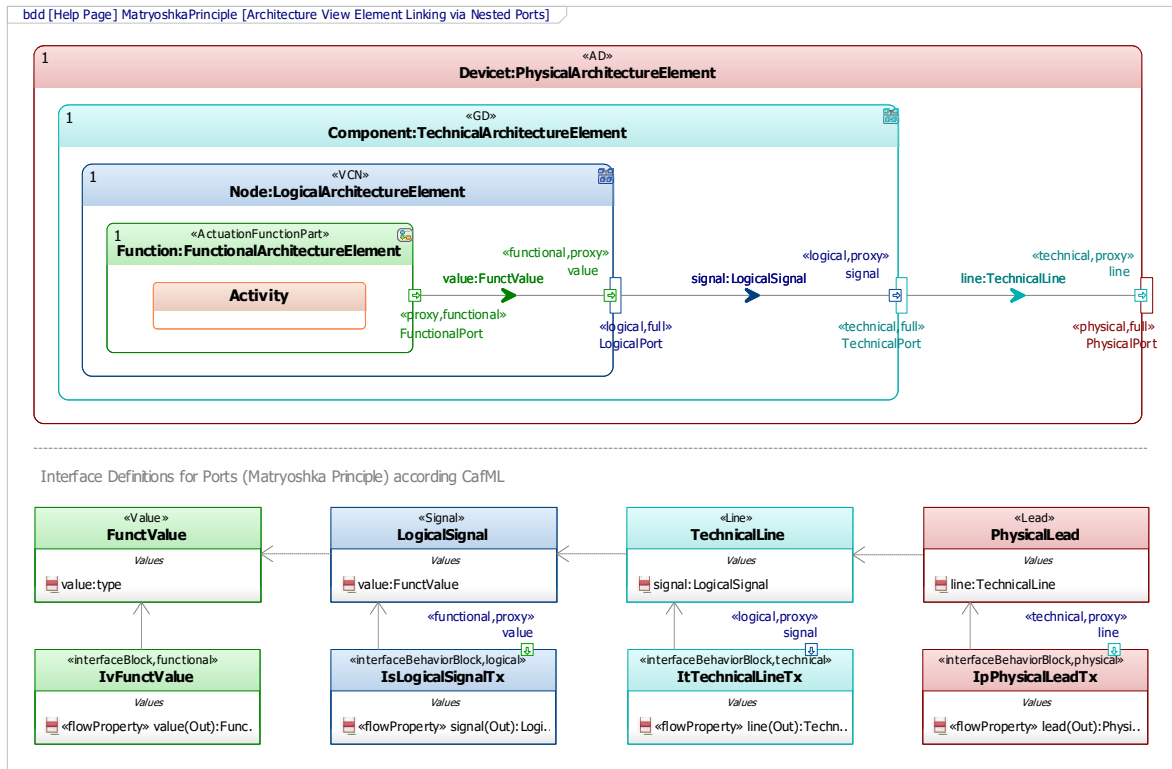 bdd [Help Page] MatryoshkaPrinciple [Architecture View Element Linking via Nested Ports]
1
«AD»
Devicet:PhysicalArchitectureElement
1
«GD»
Component:TechnicalArchitectureElement
1
«VCN»
Node:LogicalArchitectureElement
1
«ActuationFunctionPart»
Function:FunctionalArchitectureElement
Activity
«proxy,functional»
FunctionalPort
value:FunctValue
«functional,proxy»
value
«logical,full»
LogicalPort
signal:LogicalSignal
«logical,proxy»
signal
«technical,full»
TechnicalPort
line:TechnicalLine
«technical,proxy»
line
«physical,full»
PhysicalPort
Interface Definitions for Ports (Matryoshka Principle) according CafML
«Value»
FunctValue
Values
value:type
«Signal»
LogicalSignal
Values
value:FunctValue
«Line»
TechnicalLine
Values
signal:LogicalSignal
«Lead»
PhysicalLead
Values
line:TechnicalLine
«functional,proxy»
value
«logical,proxy»
signal
«technical,proxy»
line
«interfaceBlock,functional»
IvFunctValue
Values
«flowProperty» value(Out):Func..
«interfaceBehaviorBlock,logical»
IsLogicalSignalTx
Values
«flowProperty» signal(Out):Logi..
«interfaceBehaviorBlock,technical»
ItTechnicalLineTx
Values
«flowProperty» line(Out):Techn..
«interfaceBehaviorBlock,physical»
IpPhysicalLeadTx
Values
«flowProperty» lead(Out):Physi..